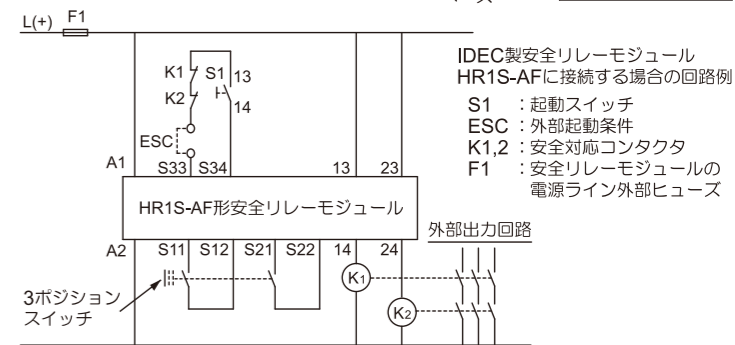 L(+) F1
IDEC製安全リレーモジュール
HR1S-AFに接続する場合の回路例
S1 ：起動スイッチ
ESC ：外部起動条件
K1,2 ：安全対応コンタクタ
F1 ：安全リレーモジュールの
電源ライン外部ヒューズ
K1 S1 13
K2 14
ESC
A1 S33 S34 13 23
HR1S-AF形安全リレーモジュール
外部出力回路
A2 S11 S12 S21 S22 14 24
K1
3ポジション
スイッチ
K2